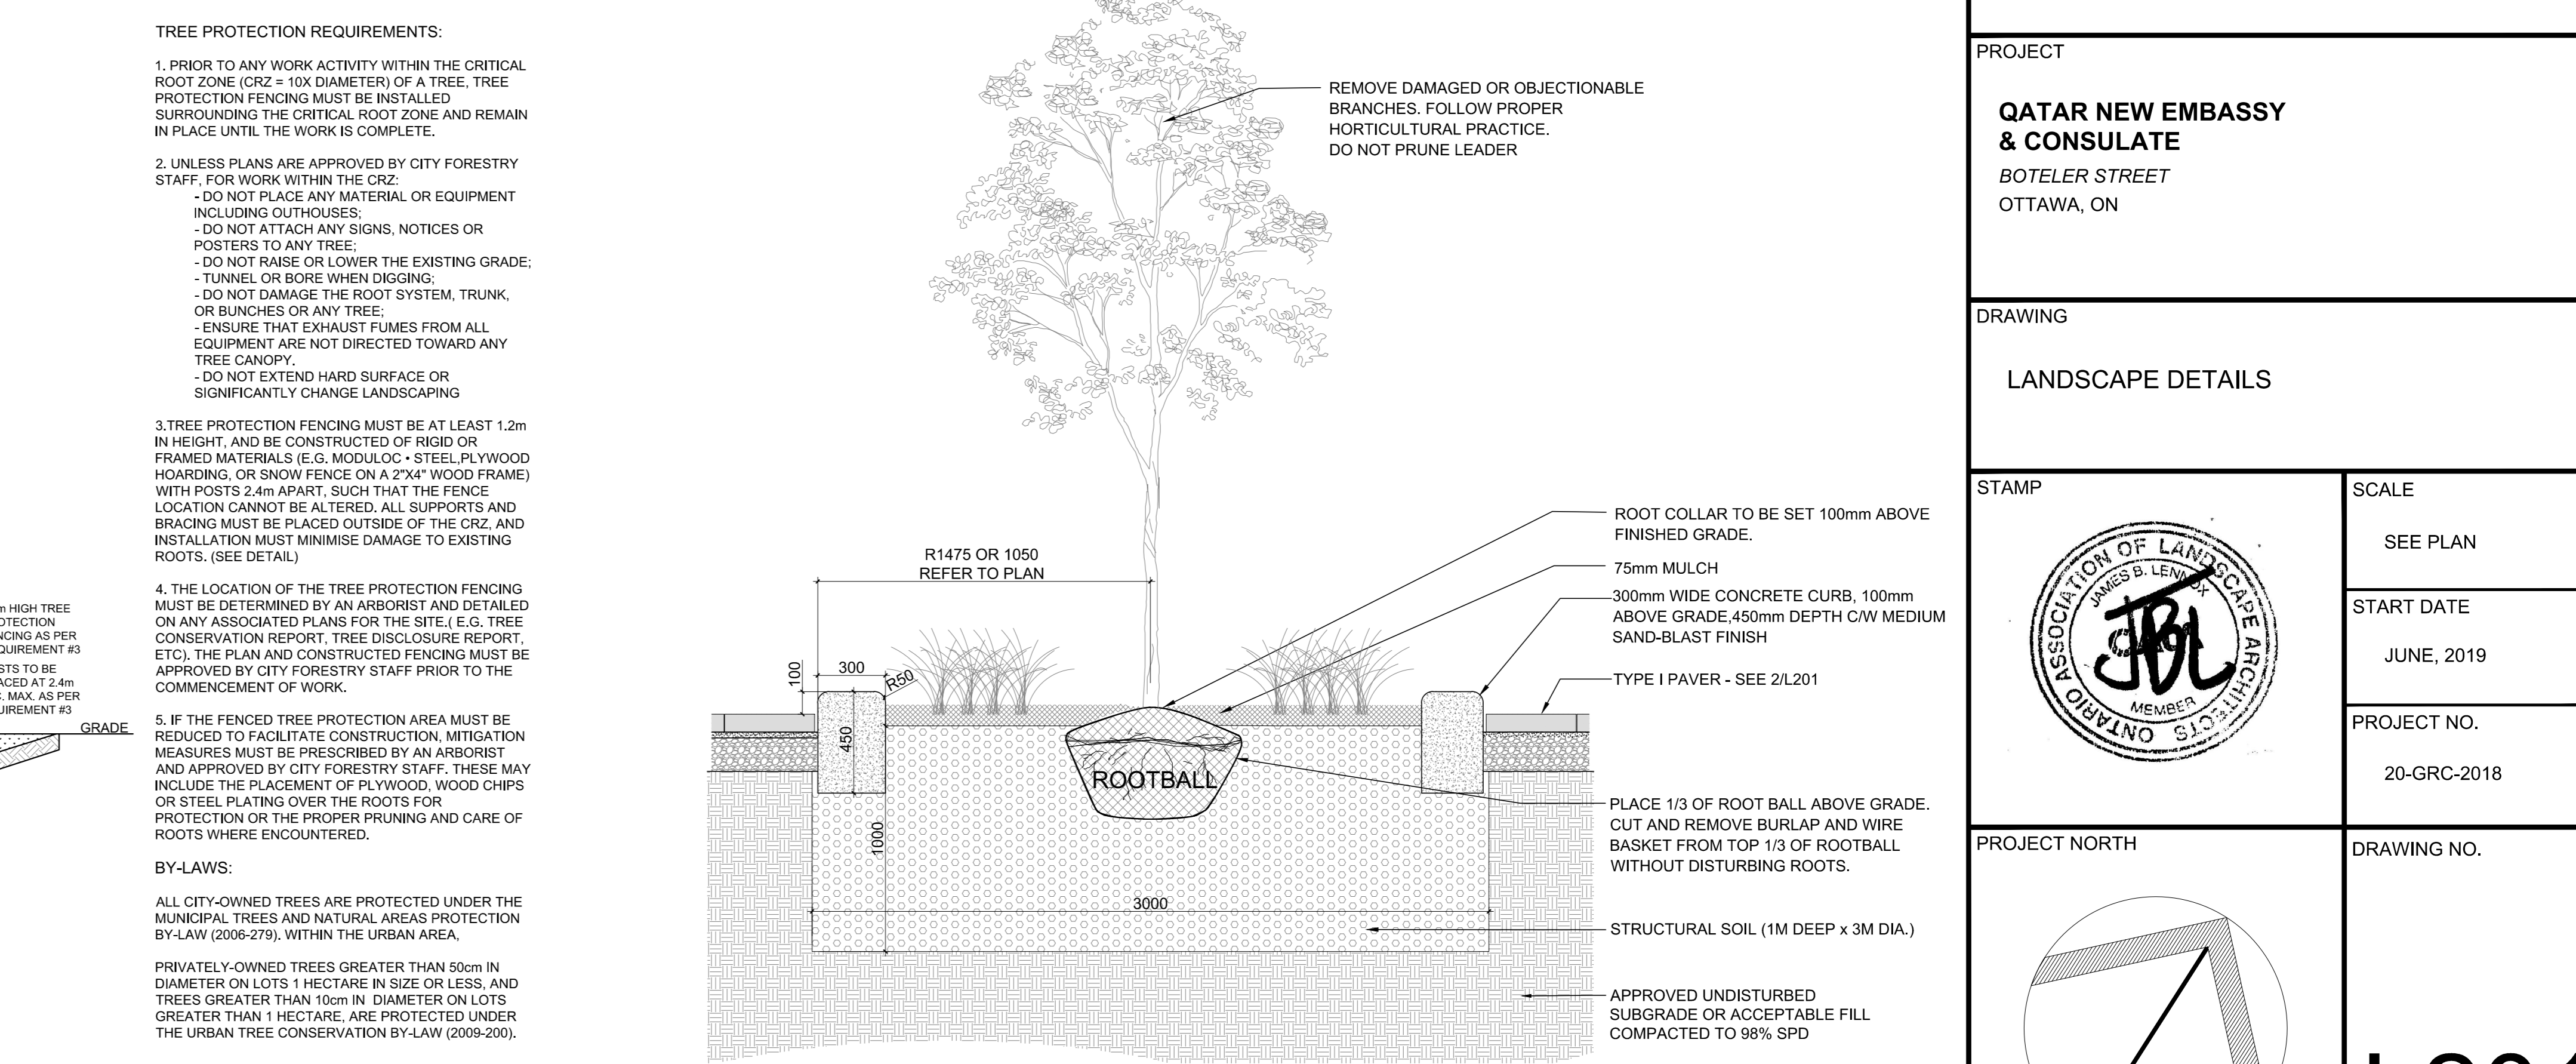 TREE PROTECTION REQUIREMENTS:
1. PRIOR TO ANY WORK ACTIVITY WITHIN THE CRITICAL
ROOT ZONE (CRZ = 10X DIAMETER) OF A TREE, TREE
PROTECTION FENCING MUST BE INSTALLED
SURROUNDING THE CRITICAL ROOT ZONE AND REMAIN
IN PLACE UNTIL THE WORK IS COMPLETE.
2. UNLESS PLANS ARE APPROVED BY CITY FORESTRY
STAFF, FOR WORK WITHIN THE CRZ:
- DO NOT PLACE ANY MATERIAL OR EQUIPMENT
INCLUDING OUTHOUSES;
- DO NOT ATTACH ANY SIGNS, NOTICES OR
POSTERS TO ANY TREE;
- DO NOT RAISE OR LOWER THE EXISTING GRADE;
- TUNNEL OR BORE WHEN DIGGING;
- DO NOT DAMAGE THE ROOT SYSTEM, TRUNK,
OR BUNCHES OR ANY TREE;
- ENSURE THAT EXHAUST FUMES FROM ALL
EQUIPMENT ARE NOT DIRECTED TOWARD ANY
TREE CANOPY.
- DO NOT EXTEND HARD SURFACE OR
SIGNIFICANTLY CHANGE LANDSCAPING
3.TREE PROTECTION FENCING MUST BE AT LEAST 1.2m
IN HEIGHT, AND BE CONSTRUCTED OF RIGID OR
FRAMED MATERIALS (E.G. MODULOC • STEEL,PLYWOOD
HOARDING, OR SNOW FENCE ON A 2"X4" WOOD FRAME)
WITH POSTS 2.4m APART, SUCH THAT THE FENCE
LOCATION CANNOT BE ALTERED. ALL SUPPORTS AND
BRACING MUST BE PLACED OUTSIDE OF THE CRZ, AND
INSTALLATION MUST MINIMISE DAMAGE TO EXISTING
ROOTS. (SEE DETAIL)
4. THE LOCATION OF THE TREE PROTECTION FENCING
MUST BE DETERMINED BY AN ARBORIST AND DETAILED
ON ANY ASSOCIATED PLANS FOR THE SITE.( E.G. TREE
CONSERVATION REPORT, TREE DISCLOSURE REPORT,
ETC). THE PLAN AND CONSTRUCTED FENCING MUST BE
APPROVED BY CITY FORESTRY STAFF PRIOR TO THE
COMMENCEMENT OF WORK.
5. IF THE FENCED TREE PROTECTION AREA MUST BE
REDUCED TO FACILITATE CONSTRUCTION, MITIGATION
MEASURES MUST BE PRESCRIBED BY AN ARBORIST
AND APPROVED BY CITY FORESTRY STAFF. THESE MAY
INCLUDE THE PLACEMENT OF PLYWOOD, WOOD CHIPS
OR STEEL PLATING OVER THE ROOTS FOR
PROTECTION OR THE PROPER PRUNING AND CARE OF
ROOTS WHERE ENCOUNTERED.
BY-LAWS:
ALL CITY-OWNED TREES ARE PROTECTED UNDER THE
MUNICIPAL TREES AND NATURAL AREAS PROTECTION
BY-LAW (2006-279). WITHIN THE URBAN AREA,
PRIVATELY-OWNED TREES GREATER THAN 50cm IN
DIAMETER ON LOTS 1 HECTARE IN SIZE OR LESS, AND
TREES GREATER THAN 10cm IN DIAMETER ON LOTS
GREATER THAN 1 HECTARE, ARE PROTECTED UNDER
THE URBAN TREE CONSERVATION BY-LAW (2009-200).
m HIGH TREE
OTECTION
NCING AS PER
QUIREMENT #3
STS TO BE
ACED AT 2.4m
C. MAX. AS PER
UIREMENT #3
GRADE
REMOVE DAMAGED OR OBJECTIONABLE
BRANCHES. FOLLOW PROPER
HORTICULTURAL PRACTICE.
DO NOT PRUNE LEADER
R1475 OR 1050
REFER TO PLAN
100
300
R50
450
1000
3000
ROOTBALL
ROOT COLLAR TO BE SET 100mm ABOVE
FINISHED GRADE.
75mm MULCH
300mm WIDE CONCRETE CURB, 100mm
ABOVE GRADE,450mm DEPTH C/W MEDIUM
SAND-BLAST FINISH
TYPE I PAVER - SEE 2/L201
PLACE 1/3 OF ROOT BALL ABOVE GRADE.
CUT AND REMOVE BURLAP AND WIRE
BASKET FROM TOP 1/3 OF ROOTBALL
WITHOUT DISTURBING ROOTS.
STRUCTURAL SOIL (1M DEEP x 3M DIA.)
APPROVED UNDISTURBED
SUBGRADE OR ACCEPTABLE FILL
COMPACTED TO 98% SPD
PROJECT
QATAR NEW EMBASSY
& CONSULATE
BOTELER STREET
OTTAWA, ON
DRAWING
LANDSCAPE DETAILS
STAMP
ONTARIO ASSOCIATION OF LANDSCAPE ARCHITECTS
JAMES B. LENNOX
JBL
MEMBER
SCALE
SEE PLAN
START DATE
JUNE, 2019
PROJECT NO.
20-GRC-2018
PROJECT NORTH
DRAWING NO.